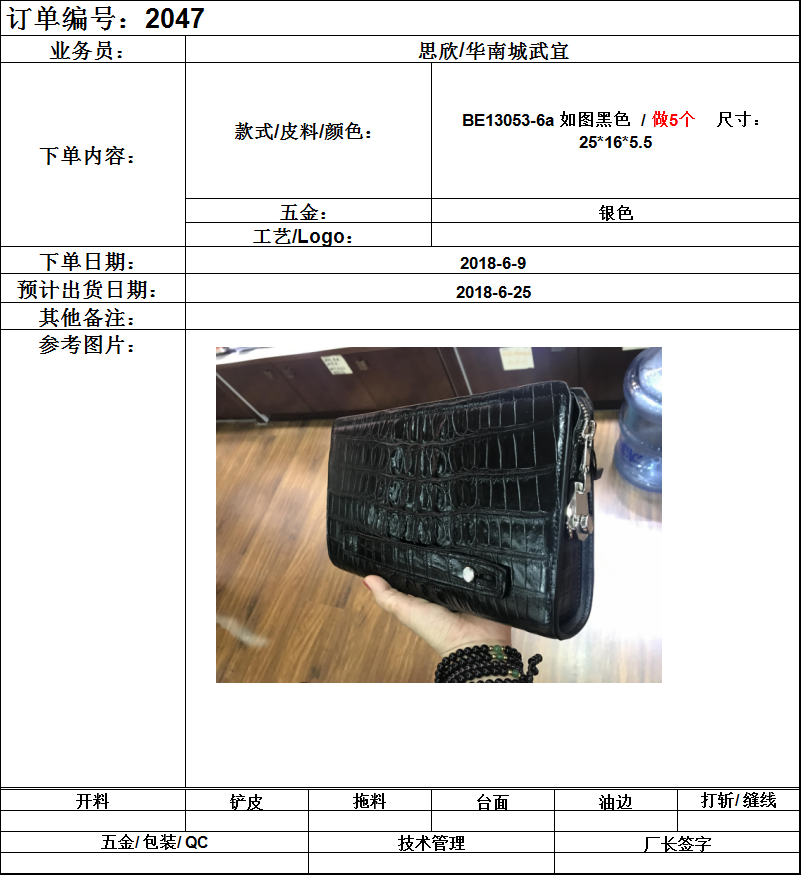 订单编号：2047
业务员： 思欣/华南城武宜
下单内容： 款式/皮料/颜色： BE13053-6a 如图黑色 / 做5个 尺寸：
25*16*5.5
五金： 银色
工艺/Logo：
下单日期： 2018-6-9
预计出货日期： 2018-6-25
其他备注：
参考图片：
开料 铲皮 拖料 台面 油边 打斩/缝线
五金/包装/QC 技术管理 厂长签字